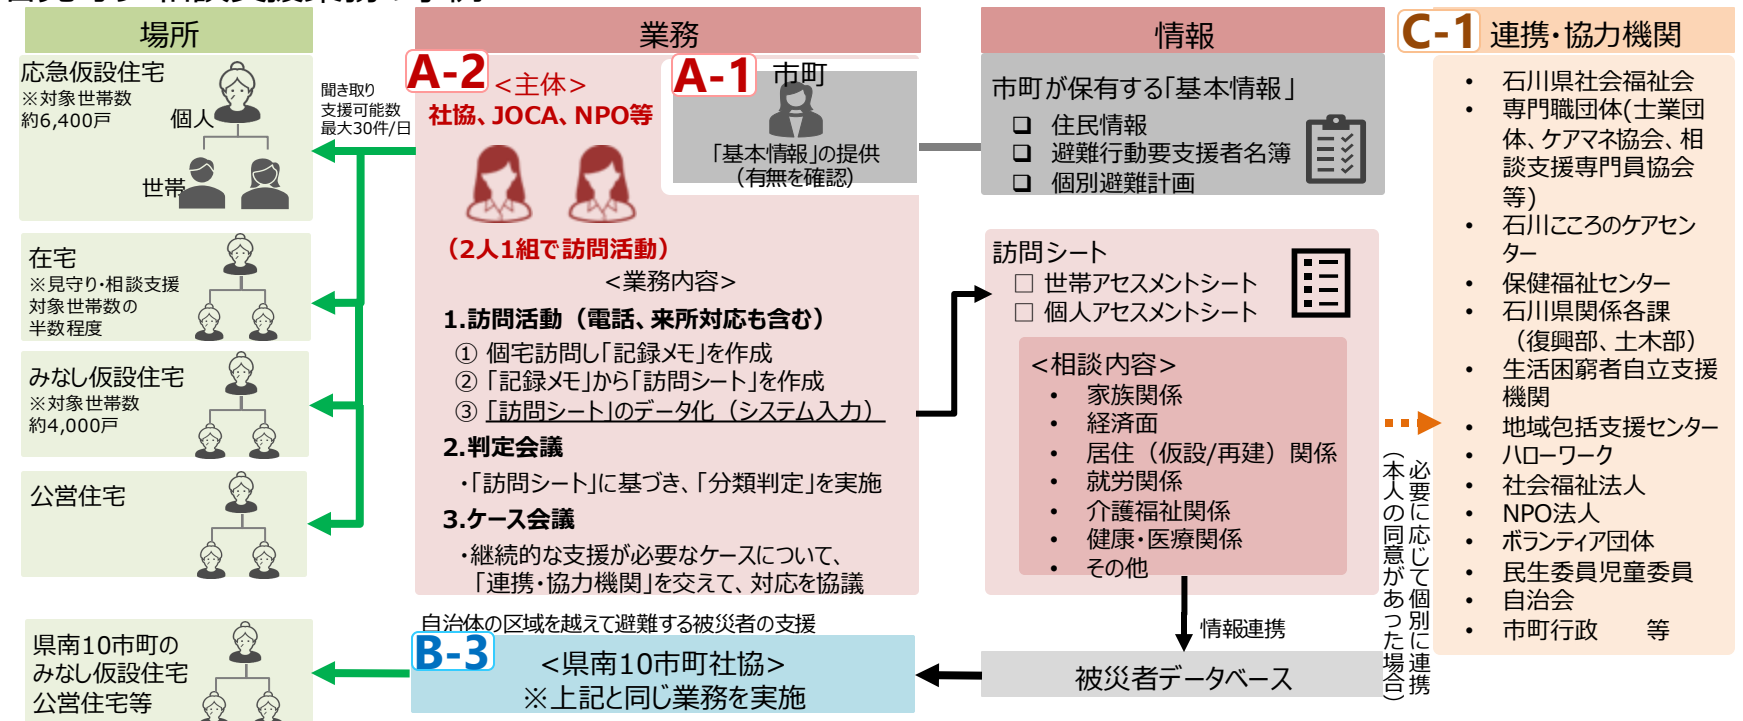 場所
応急仮設住宅
※対象世帯数
約6,400戸
個人
世帯
聞き取り
支援可能数
最大30件/日
在宅
※見守り・相談支援
対象世帯数の
半数程度
みなし仮設住宅
※対象世帯数
約4,000戸
公営住宅
県南10市町の
みなし仮設住宅
公営住宅等
業務
A-2
<主体>
社協、JOCA、NPO等
A-1
市町
「基本情報」の提供
(有無を確認)
(2人1組で訪問活動)
<業務内容>
1.訪問活動(電話、来所対応も含む)
① 個宅訪問し「記録メモ」を作成
② 「記録メモ」から「訪問シート」を作成
③ 「訪問シート」のデータ化(システム入力)
2.判定会議
・「訪問シート」に基づき、「分類判定」を実施
3.ケース会議
・継続的な支援が必要なケースについて、
「連携・協力機関」を交えて、対応を協議
自治体の区域を越えて避難する被災者の支援
B-3
<県南10市町社協>
※上記と同じ業務を実施
情報
市町が保有する「基本情報」
❑ 住民情報
❑ 避難行動要支援者名簿
❑ 個別避難計画
訪問シート
□ 世帯アセスメントシート
□ 個人アセスメントシート
<相談内容>
• 家族関係
• 経済面
• 居住(仮設/再建)関係
• 就労関係
• 介護福祉関係
• 健康・医療関係
• その他
情報連携
被災者データベース
必要に応じて個別に連携
(本人の同意があった場合)
C-1
連携・協力機関
• 石川県社会福祉会
• 専門職団体(士業団
体、ケアマネ協会、相
談支援専門員協会
等)
• 石川こころのケアセン
ター
• 保健福祉センター
• 石川県関係各課
(復興部、土木部)
• 生活困窮者自立支援
機関
• 地域包括支援センター
• ハローワーク
• 社会福祉法人
• NPO法人
• ボランティア団体
• 民生委員児童委員
• 自治会
• 市町行政 等